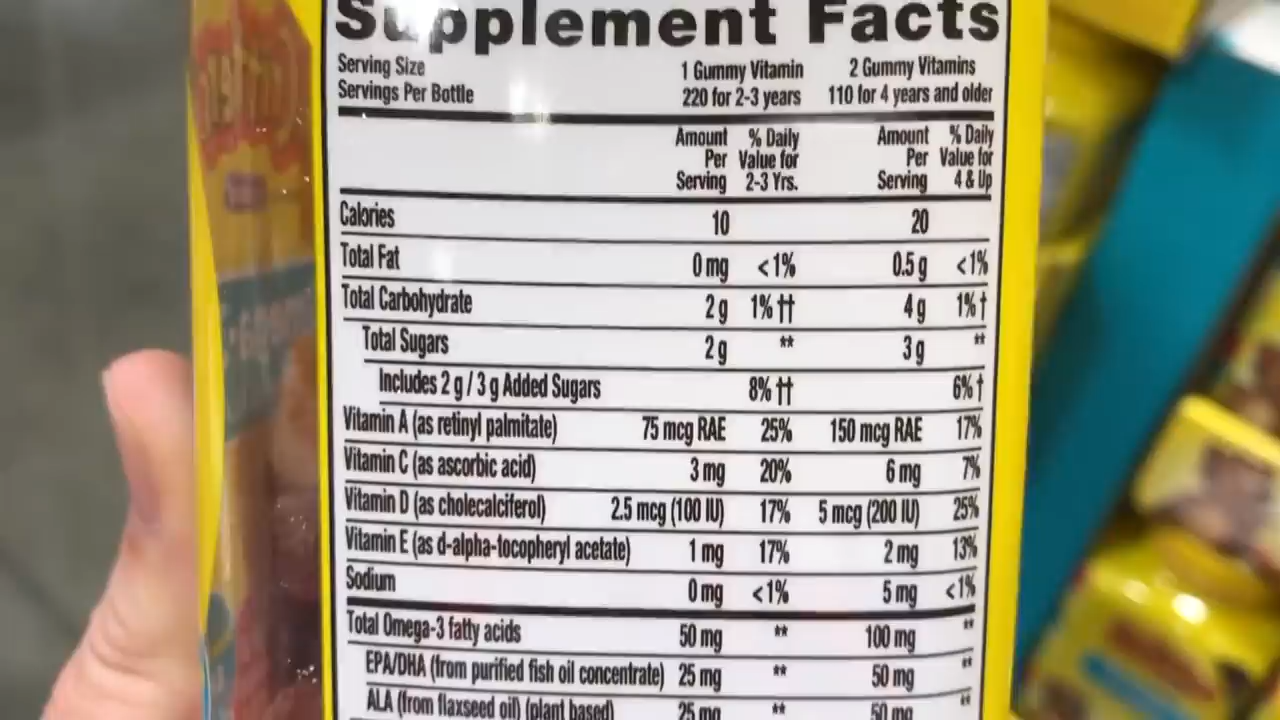 Supplement Facts
Serving Size 1 Gummy Vitamin 2 Gummy Vitamins
Servings Per Bottle 220 for 2-3 years 110 for 4 years and older
Amount % Daily Amount % Daily
Per Value for Per Value for
Serving 2-3 Yrs. Serving 4 & Up
Calories 10 20
Total Fat 0 mg <1% 0.5 g <1%
Total Carbohydrate 2 g 1% †† 4 g 1% †
Total Sugars 2 g ** 3 g **
Includes 2 g / 3 g Added Sugars 8% †† 6% †
Vitamin A (as retinyl palmitate) 75 mcg RAE 25% 150 mcg RAE 17%
Vitamin C (as ascorbic acid) 3 mg 20% 6 mg 7%
Vitamin D (as cholecalciferol) 2.5 mcg (100 IU) 17% 5 mcg (200 IU) 25%
Vitamin E (as d-alpha-tocopheryl acetate) 1 mg 17% 2 mg 13%
Sodium 0 mg <1% 5 mg <1%
Total Omega-3 fatty acids 50 mg ** 100 mg **
EPA/DHA (from purified fish oil concentrate) 25 mg ** 50 mg **
ALA (from flaxseed oil) (plant based) 25 mg ** 50 mg **